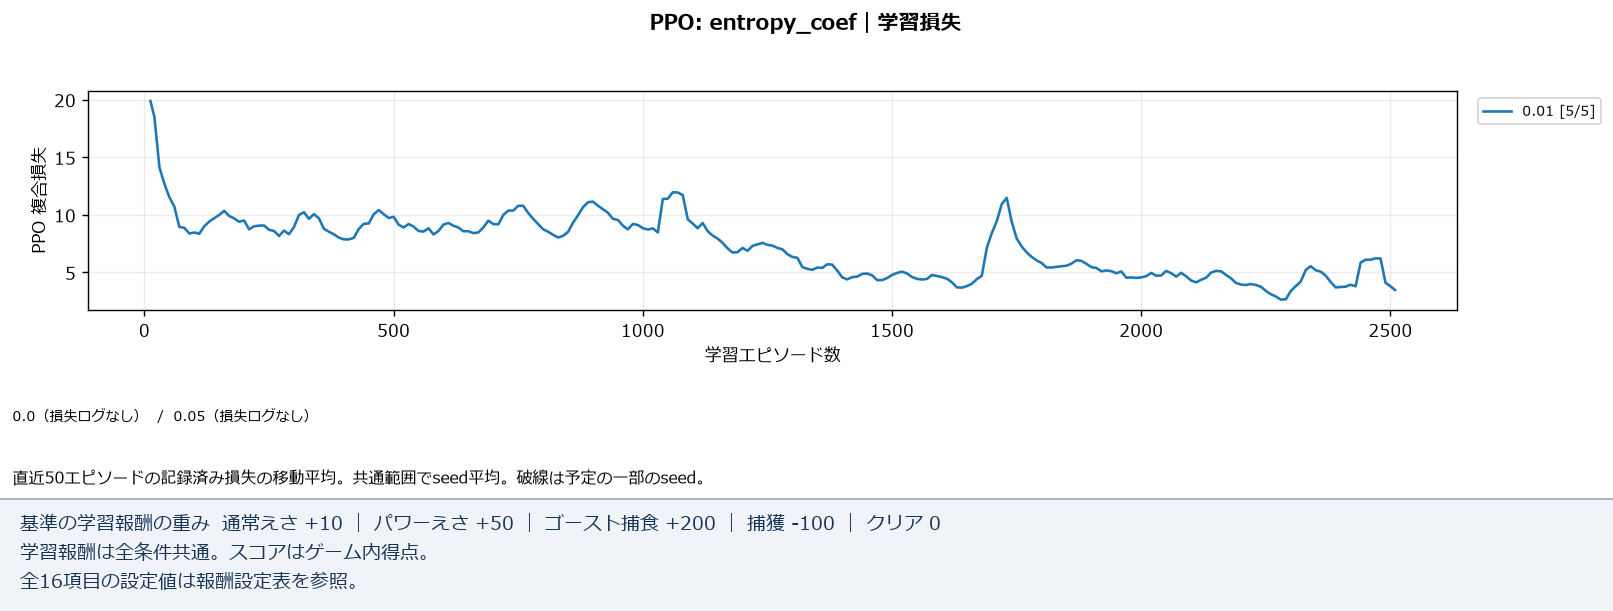 PPO: entropy_coef | 学習損失
20
15
10
5
PPO 複合損失
0.01 [5/5]
0
500
1000
1500
2000
2500
学習エピソード数
0.0（損失ログなし） / 0.05（損失ログなし）
直近50エピソードの記録済み損失の移動平均。共通範囲でseed平均。破線は予定の一部のseed。
基準の学習報酬の重み 通常えさ +10 ｜ パワーえさ +50 ｜ ゴースト捕食 +200 ｜ 捕獲 -100 ｜ クリア 0
学習報酬は全条件共通。スコアはゲーム内得点。
全16項目の設定値は報酬設定表を参照。